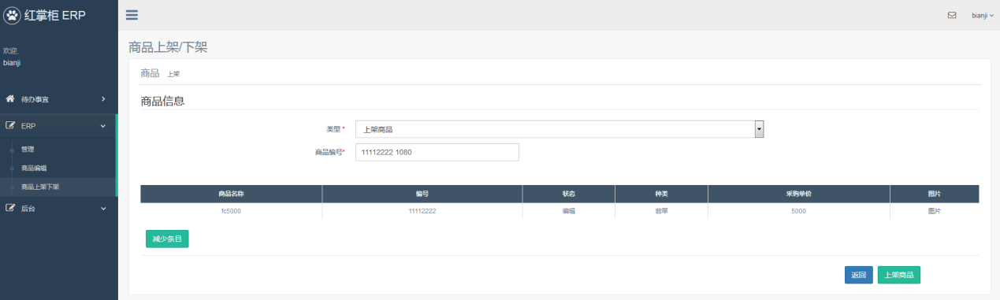 红掌柜 ERP
bianji
欢迎,
bianji
待办事宜
ERP
管理
商品编辑
商品上架下架
后台
商品上架/下架
商品 上架
商品信息
类型 * 上架商品
商品编号* 11112222 1080
商品名称 编号 状态 种类 采购单价 图片
fc5000 11112222 编辑 翡翠 5000 图片
减少条目
返回 上架商品